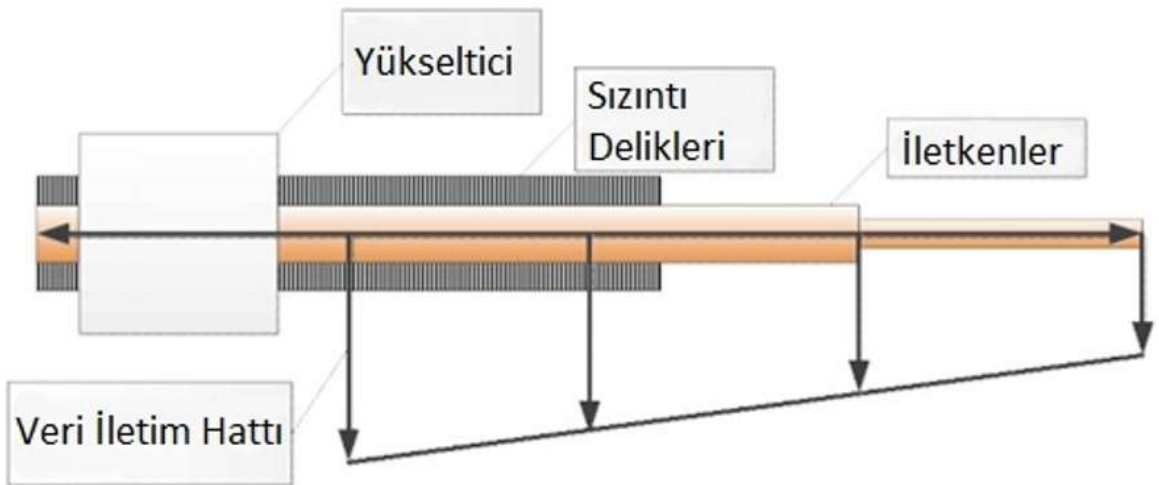 Yükseltici
Sızıntı
Delikleri
İletkenler
Veri İletim Hattı